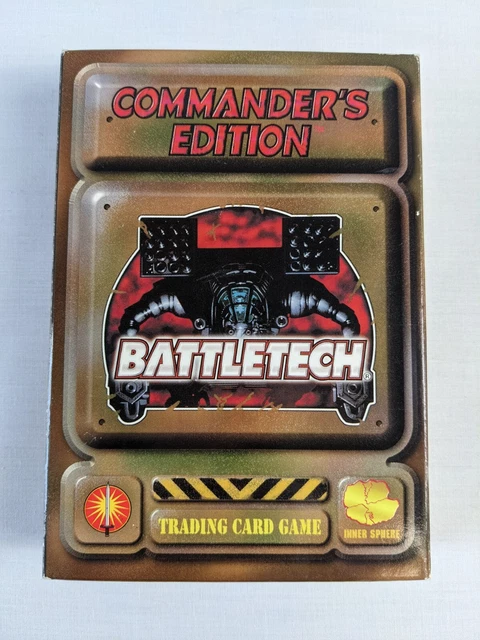 COMMANDER'S
EDITION
BATTLETECH®
TRADING CARD GAME
INNER SPHERE